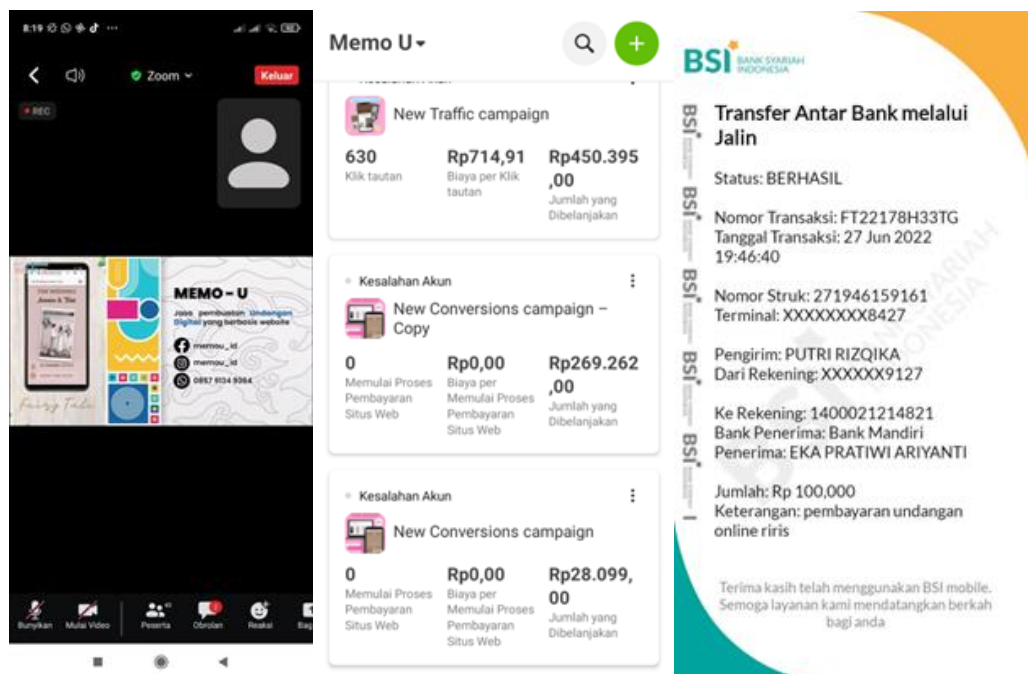 8:19
Zoom
Keluar
REC
MEMO - U
Jasa pembuatan Undangan
Digital yang berbasis website
memou_id
memou_id
0857 9134 9364
Fairy Tale
Bunyikan
Mulai Video
Peserta
Obrolan
Reaksi
Bag
Memo U
New Traffic campaign
630
Klik tautan
Rp714,91
Biaya per Klik
tautan
Rp450.395
,00
Jumlah yang
Dibelanjakan
Kesalahan Akun
New Conversions campaign –
Copy
0
Memulai Proses
Pembayaran
Situs Web
Rp0,00
Biaya per
Memulai Proses
Pembayaran
Situs Web
Rp269.262
,00
Jumlah yang
Dibelanjakan
Kesalahan Akun
New Conversions campaign
0
Memulai Proses
Pembayaran
Situs Web
Rp0,00
Biaya per
Memulai Proses
Pembayaran
Situs Web
Rp28.099,
00
Jumlah yang
Dibelanjakan
BSI BANK SYARIAH
INDONESIA
Transfer Antar Bank melalui
Jalin
Status: BERHASIL
Nomor Transaksi: FT22178H33TG
Tanggal Transaksi: 27 Jun 2022
19:46:40
Nomor Struk: 271946159161
Terminal: XXXXXXXX8427
Pengirim: PUTRI RIZQIKA
Dari Rekening: XXXXXX9127
Ke Rekening: 1400021214821
Bank Penerima: Bank Mandiri
Penerima: EKA PRATIWI ARIYANTI
Jumlah: Rp 100,000
Keterangan: pembayaran undangan
online riris
Terima kasih telah menggunakan BSI mobile.
Semoga layanan kami mendatangkan berkah
bagi anda
BSI
BSI
BSI
BSI
BSI